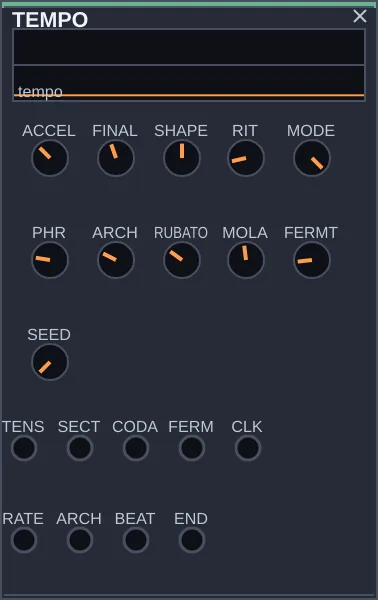 TEMPO ×
tempo
ACCEL FINAL SHAPE RIT MODE
PHR ARCH RUBATO MOLA FERMT
SEED
TENS SECT CODA FERM CLK
RATE ARCH BEAT END